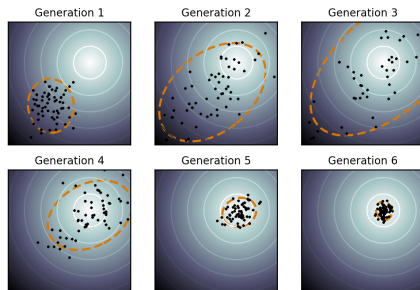 Generation 1
Generation 2
Generation 3
Generation 4
Generation 5
Generation 6